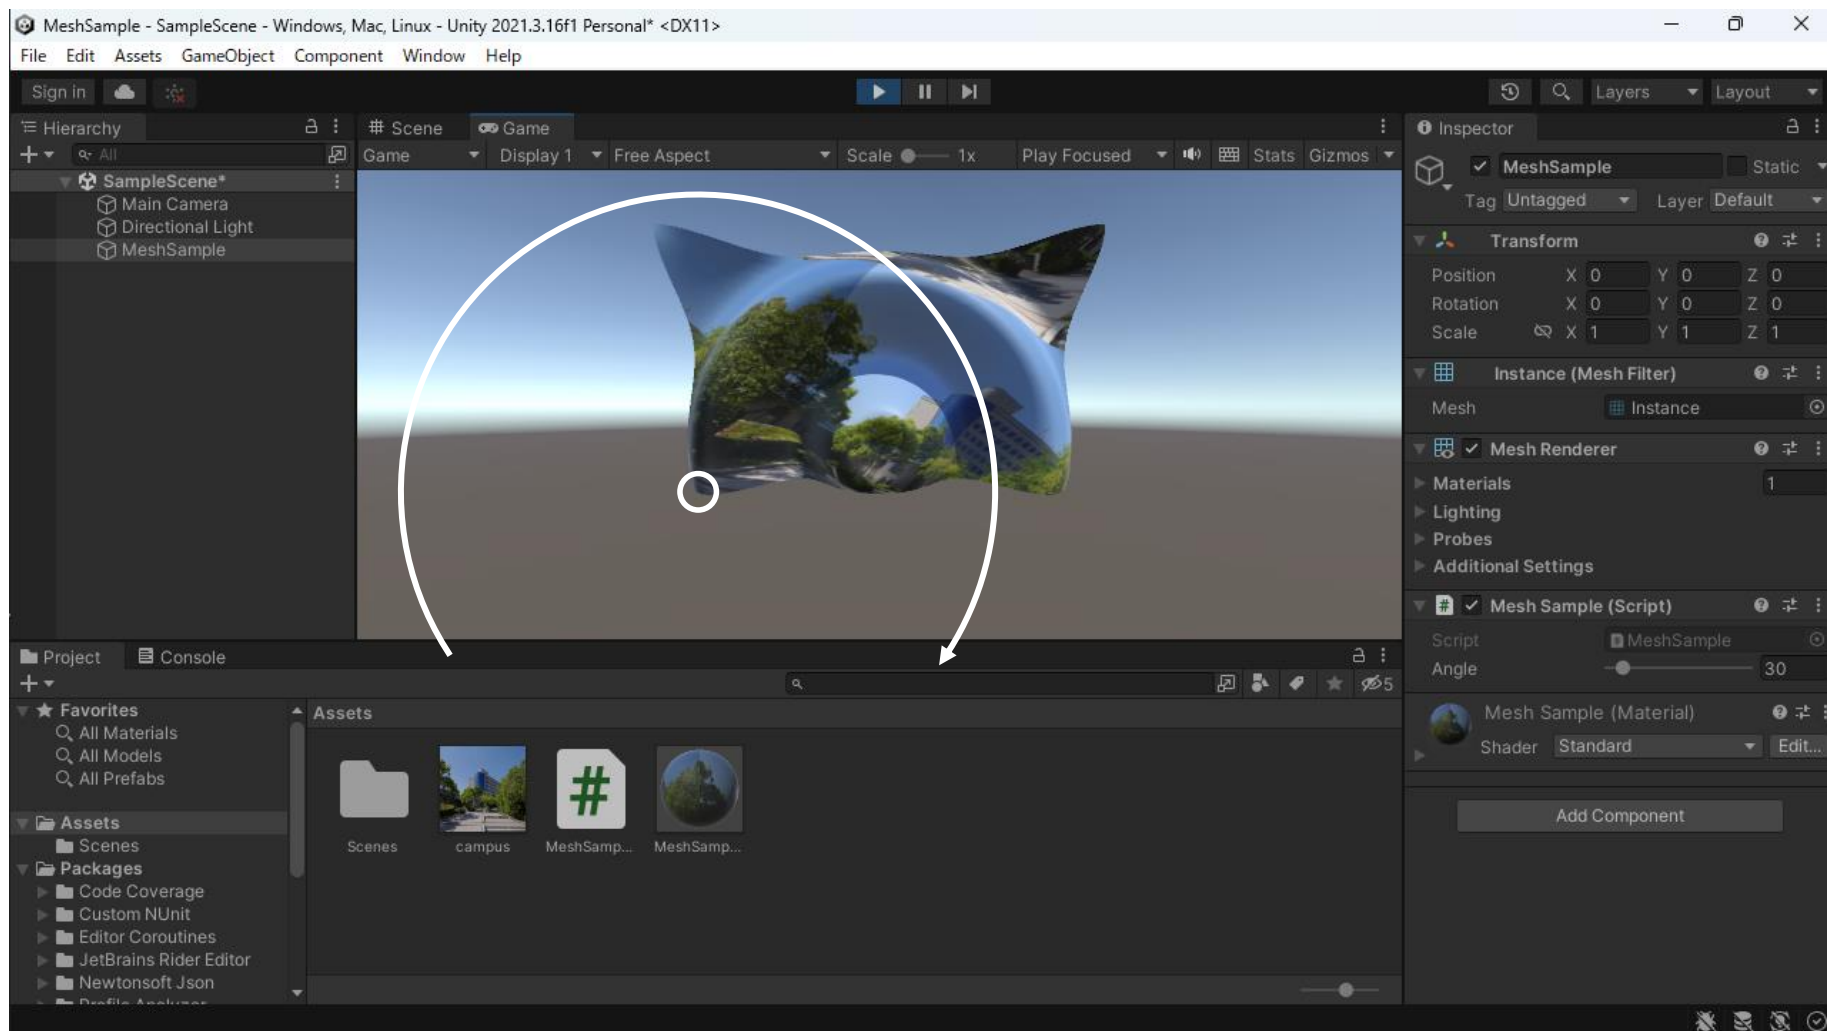 MeshSample - SampleScene - Windows, Mac, Linux - Unity 2021.3.16f1 Personal* <DX11>
File Edit Assets GameObject Component Window Help
Sign in Layers Layout
Hierarchy
All
SampleScene*
Main Camera
Directional Light
MeshSample
Scene Game
Game Display 1 Free Aspect Scale 1x Play Focused Stats Gizmos
Inspector
MeshSample Static
Tag Untagged Layer Default
Transform
Position X 0 Y 0 Z 0
Rotation X 0 Y 0 Z 0
Scale X 1 Y 1 Z 1
Instance (Mesh Filter)
Mesh Instance
Mesh Renderer
Materials 1
Lighting
Probes
Additional Settings
# Mesh Sample (Script)
Script MeshSample
Angle 30
Mesh Sample (Material)
Shader Standard Edit...
Add Component
Project Console
5
Favorites
All Materials
All Models
All Prefabs
Assets
Scenes
Packages
Code Coverage
Custom NUnit
Editor Coroutines
JetBrains Rider Editor
Newtonsoft Json
Assets
#
Scenes campus MeshSamp... MeshSamp...